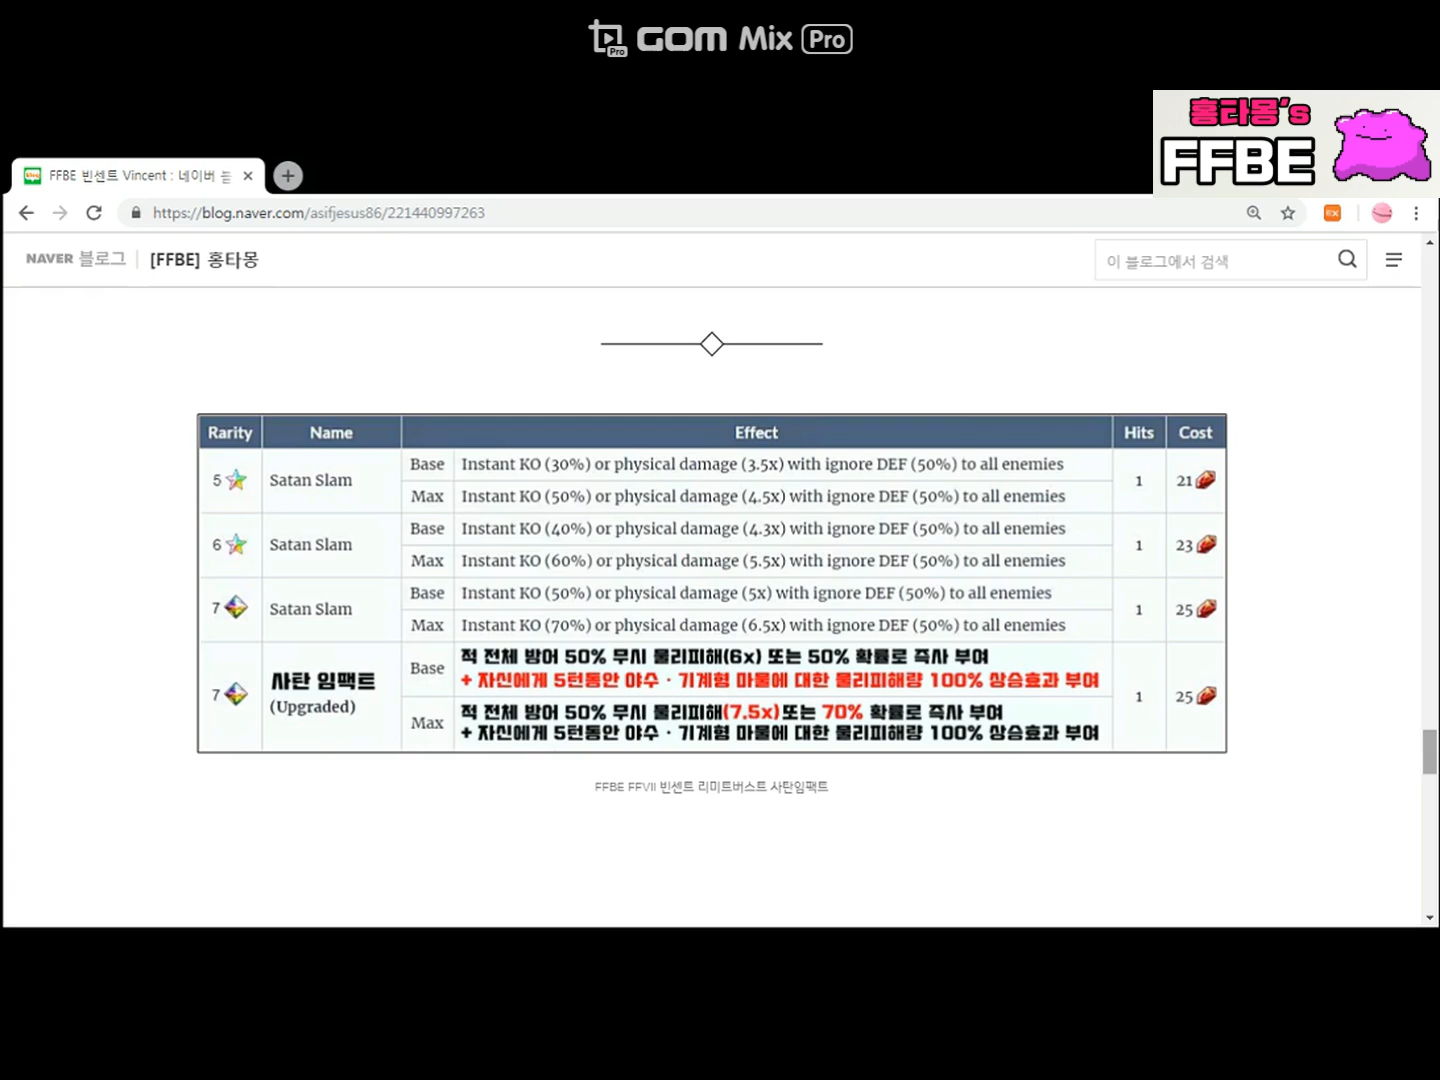 Pro GOM Mix Pro
홍타몽's
FFBE
FFBE 빈센트 Vincent : 네이버 블
https://blog.naver.com/asifjesus86/221440997263
NAVER 블로그 [FFBE] 홍타몽
이 블로그에서 검색
Rarity Name Effect Hits Cost
5 Satan Slam Base Instant KO (30%) or physical damage (3.5x) with ignore DEF (50%) to all enemies 1 21
Max Instant KO (50%) or physical damage (4.5x) with ignore DEF (50%) to all enemies
6 Satan Slam Base Instant KO (40%) or physical damage (4.3x) with ignore DEF (50%) to all enemies 1 23
Max Instant KO (60%) or physical damage (5.5x) with ignore DEF (50%) to all enemies
7 Satan Slam Base Instant KO (50%) or physical damage (5x) with ignore DEF (50%) to all enemies 1 25
Max Instant KO (70%) or physical damage (6.5x) with ignore DEF (50%) to all enemies
7 사탄 임팩트 (Upgraded) Base 적 전체 방어 50% 무시 물리피해(6x) 또는 50% 확률로 즉사 부여 1 25
+ 자신에게 5턴동안 야수 · 기계형 마물에 대한 물리피해량 100% 상승효과 부여
Max 적 전체 방어 50% 무시 물리피해(7.5x) 또는 70% 확률로 즉사 부여
+ 자신에게 5턴동안 야수 · 기계형 마물에 대한 물리피해량 100% 상승효과 부여
FFBE FFVII 빈센트 리미트버스트 사탄임팩트